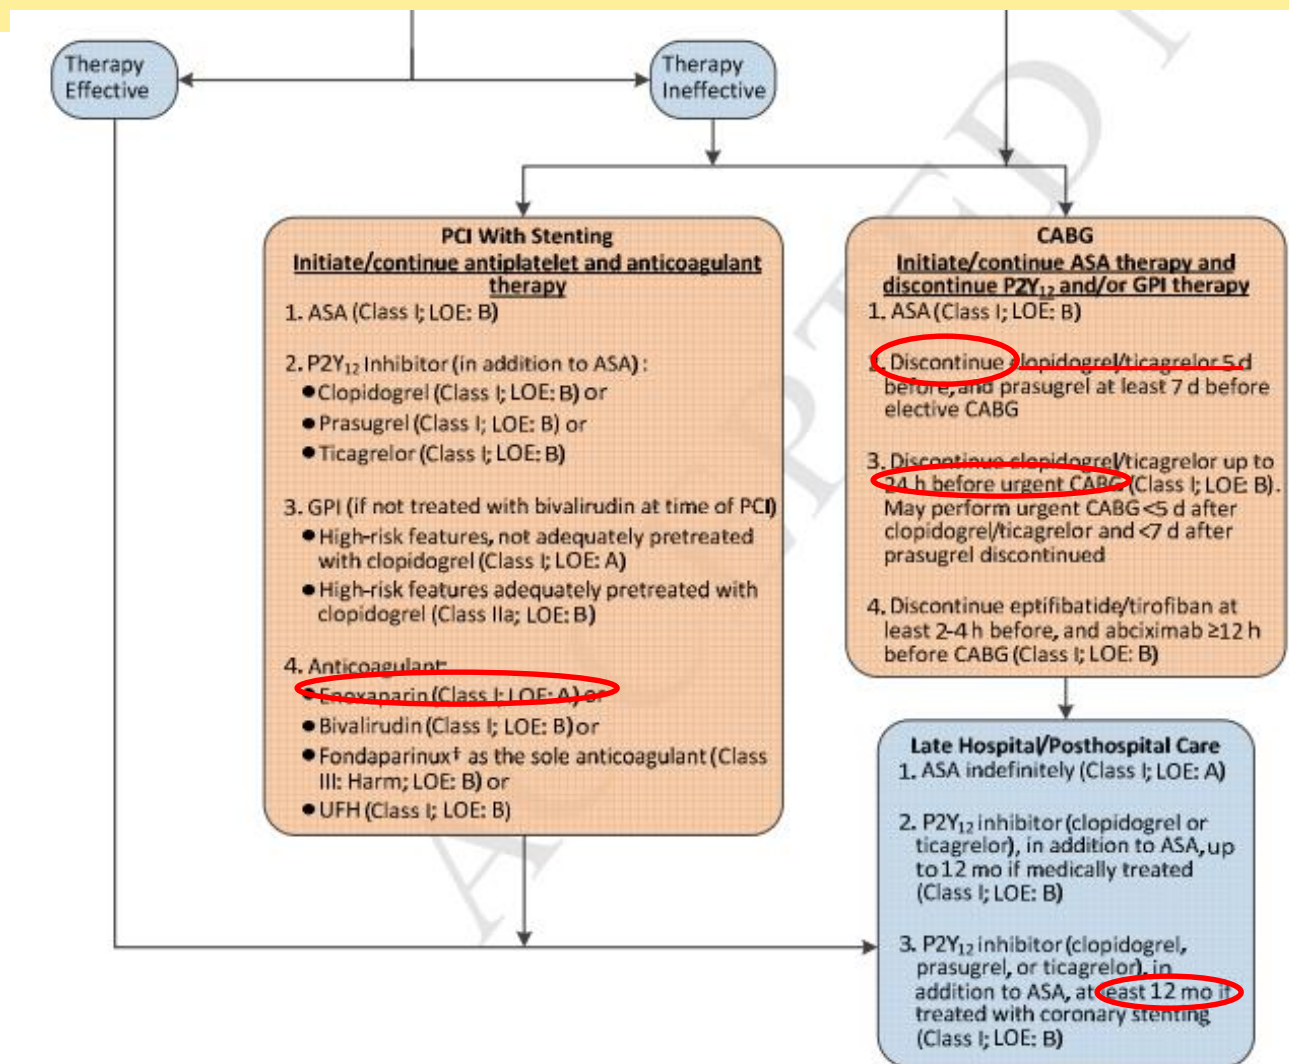 Therapy
Effective
Therapy
Ineffective
PCI With Stenting
Initiate/continue antiplatelet and anticoagulant
therapy
1. ASA (Class I; LOE: B)
2. P2Y₁₂ Inhibitor (in addition to ASA) :
● Clopidogrel (Class I; LOE: B) or
● Prasugrel (Class I; LOE: B) or
● Ticagrelor (Class I; LOE: B)
3. GPI (if not treated with bivalirudin at time of PCI)
● High-risk features, not adequately pretreated
with clopidogrel (Class I; LOE: A)
● High-risk features adequately pretreated with
clopidogrel (Class IIa; LOE: B)
4. Anticoagulant:
● Enoxaparin (Class I; LOE: A) or
● Bivalirudin (Class I; LOE: B) or
● Fondaparinux† as the sole anticoagulant (Class
III: Harm; LOE: B) or
● UFH (Class I; LOE: B)
CABG
Initiate/continue ASA therapy and
discontinue P2Y₁₂ and/or GPI therapy
1. ASA (Class I; LOE: B)
2. Discontinue clopidogrel/ticagrelor 5 d
before, and prasugrel at least 7 d before
elective CABG
3. Discontinue clopidogrel/ticagrelor up to
24 h before urgent CABG (Class I; LOE: B).
May perform urgent CABG <5 d after
clopidogrel/ticagrelor and <7 d after
prasugrel discontinued
4. Discontinue eptifibatide/tirofiban at
least 2-4 h before, and abciximab ≥12 h
before CABG (Class I; LOE: B)
Late Hospital/Posthospital Care
1. ASA indefinitely (Class I; LOE: A)
2. P2Y₁₂ inhibitor (clopidogrel or
ticagrelor), in addition to ASA, up
to 12 mo if medically treated
(Class I; LOE: B)
3. P2Y₁₂ inhibitor (clopidogrel,
prasugrel, or ticagrelor), in
addition to ASA, at least 12 mo if
treated with coronary stenting
(Class I; LOE: B)